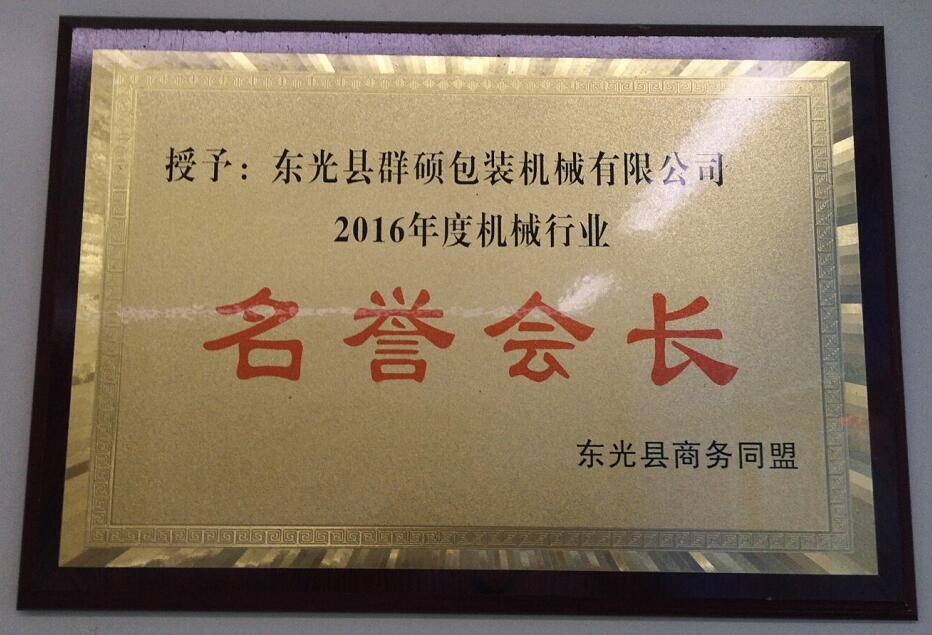 授予：东光县群硕包装机械有限公司
2016年度机械行业
名誉会长
东光县商务同盟